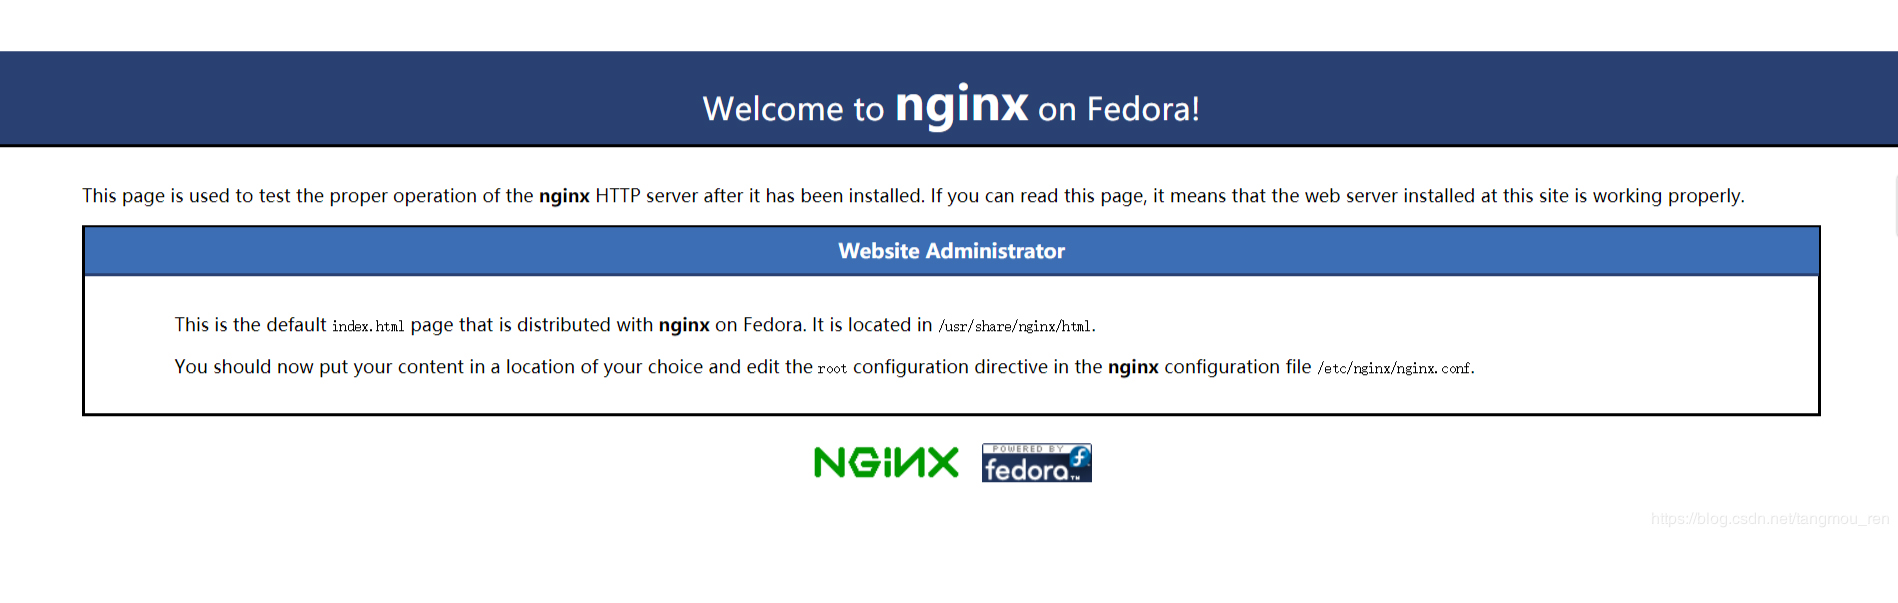 Welcome to nginx on Fedora!
This page is used to test the proper operation of the nginx HTTP server after it has been installed. If you can read this page, it means that the web server installed at this site is working properly.
Website Administrator
This is the default index.html page that is distributed with nginx on Fedora. It is located in /usr/share/nginx/html.
You should now put your content in a location of your choice and edit the root configuration directive in the nginx configuration file /etc/nginx/nginx.conf.
NGINX
POWERED BY
fedora™
https://blog.csdn.net/tangmou_ren